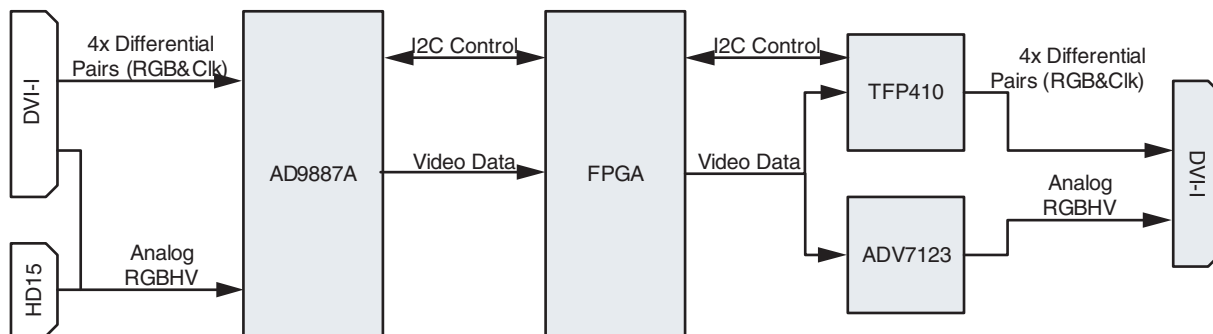 DVI-I
4x Differential
Pairs (RGB&Clk)
HD15
Analog
RGBHV
AD9887A
I2C Control
Video Data
FPGA
I2C Control
Video Data
TFP410
ADV7123
4x Differential
Pairs (RGB&Clk)
Analog
RGBHV
DVI-I